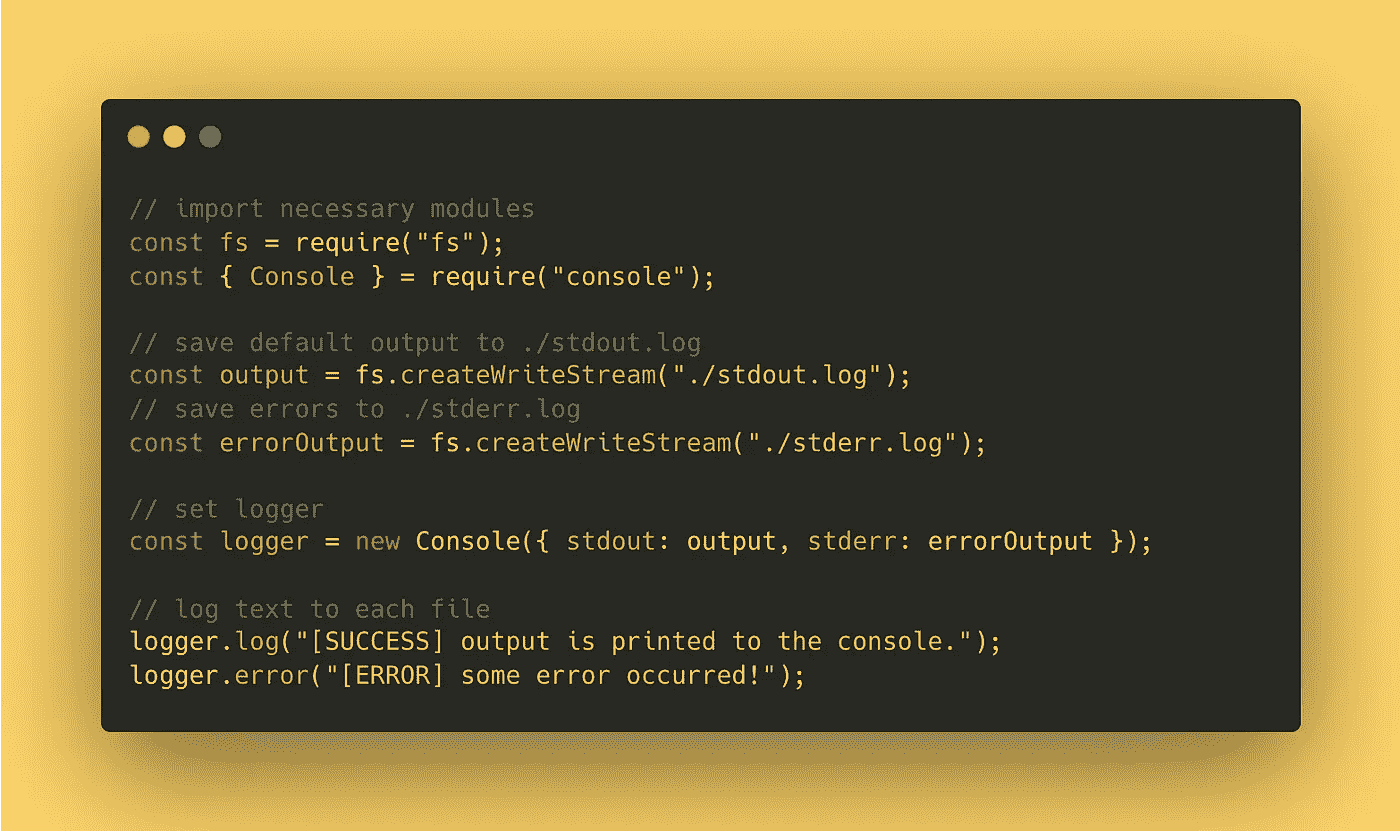 // import necessary modules
const fs = require("fs");
const { Console } = require("console");
// save default output to ./stdout.log
const output = fs.createWriteStream("./stdout.log");
// save errors to ./stderr.log
const errorOutput = fs.createWriteStream("./stderr.log");
// set logger
const logger = new Console({ stdout: output, stderr: errorOutput });
// log text to each file
logger.log("[SUCCESS] output is printed to the console.");
logger.error("[ERROR] some error occurred!");